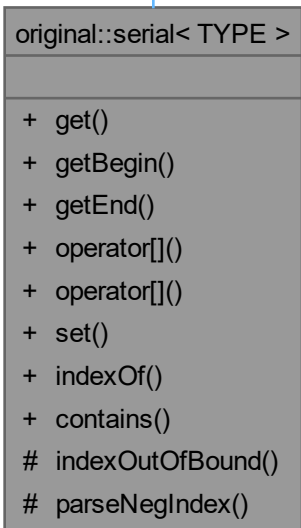 original::serial< TYPE >
+ get()
+ getBegin()
+ getEnd()
+ operator[]()
+ operator[]()
+ set()
+ indexOf()
+ contains()
# indexOutOfBound()
# parseNegIndex()